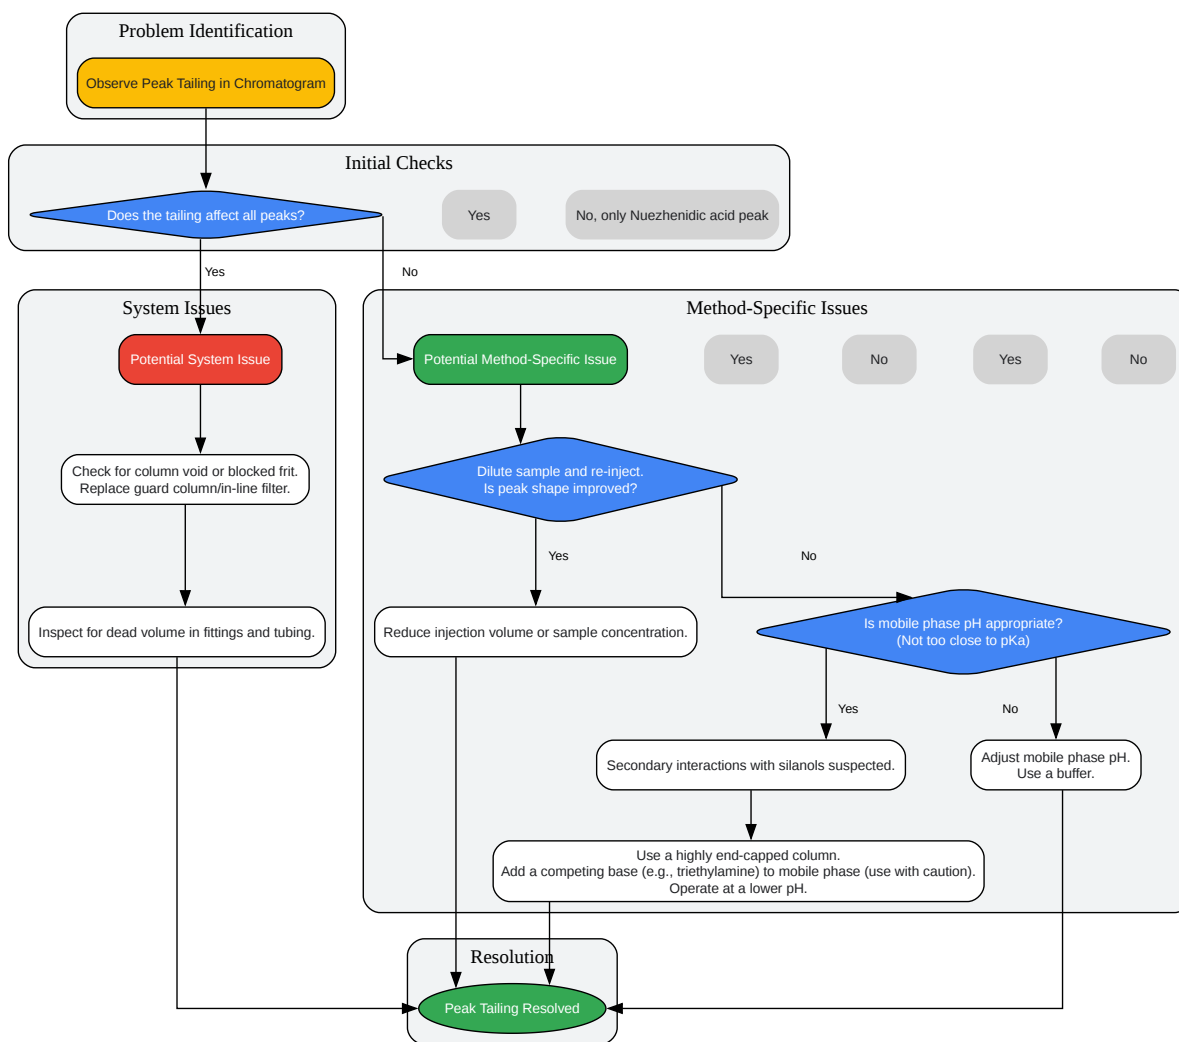 Problem Identification
Observe Peak Tailing in Chromatogram
Initial Checks
Does the tailing affect all peaks?
Yes
No, only Nuezhenidic acid peak
Yes
No
System Issues
Method-Specific Issues
Potential System Issue
Potential Method-Specific Issue
Yes
No
Yes
No
Check for column void or blocked frit.
Replace guard column/in-line filter.
Dilute sample and re-inject.
Is peak shape improved?
Yes
No
Inspect for dead volume in fittings and tubing.
Reduce injection volume or sample concentration.
Is mobile phase pH appropriate?
(Not too close to pKa)
Yes
No
Secondary interactions with silanols suspected.
Adjust mobile phase pH.
Use a buffer.
Use a highly end-capped column.
Add a competing base (e.g., triethylamine) to mobile phase (use with caution).
Operate at a lower pH.
Resolution
Peak Tailing Resolved